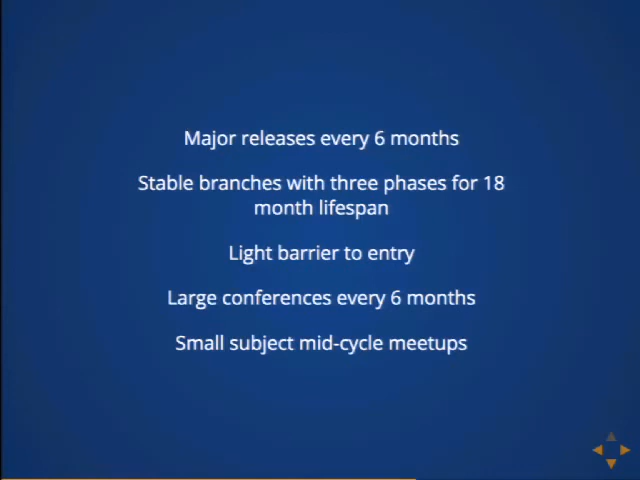 Major releases every 6 months
Stable branches with three phases for 18
month lifespan
Light barrier to entry
Large conferences every 6 months
Small subject mid-cycle meetups